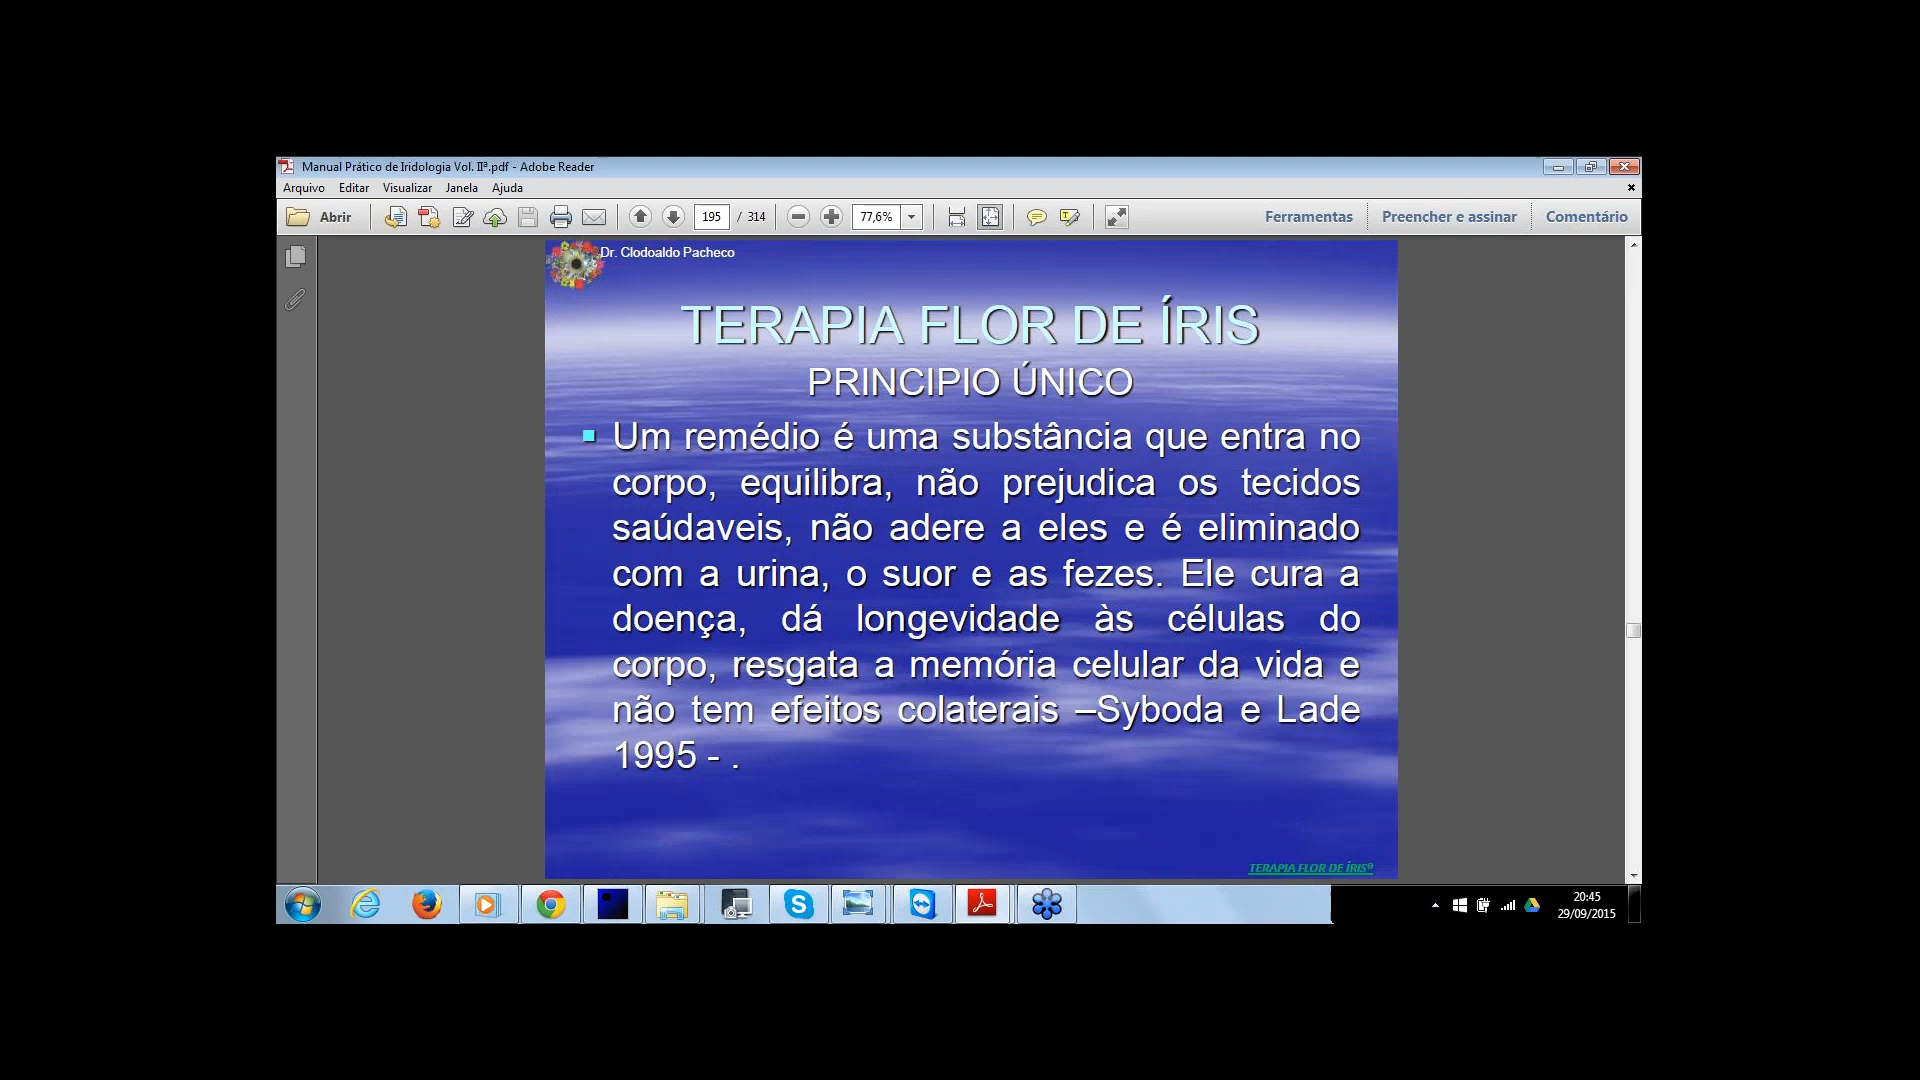 Manual Prático de Iridologia Vol. IIª.pdf - Adobe Reader
Arquivo Editar Visualizar Janela Ajuda
Abrir 195 / 314 77,6% Ferramentas Preencher e assinar Comentário
Dr. Clodoaldo Pacheco
TERAPIA FLOR DE ÍRIS
PRINCIPIO ÚNICO
Um remédio é uma substância que entra no
corpo, equilibra, não prejudica os tecidos
saúdaveis, não adere a eles e é eliminado
com a urina, o suor e as fezes. Ele cura a
doença, dá longevidade às células do
corpo, resgata a memória celular da vida e
não tem efeitos colaterais –Syboda e Lade
1995 - .
TERAPIA FLOR DE ÍRIS®
20:45
29/09/2015